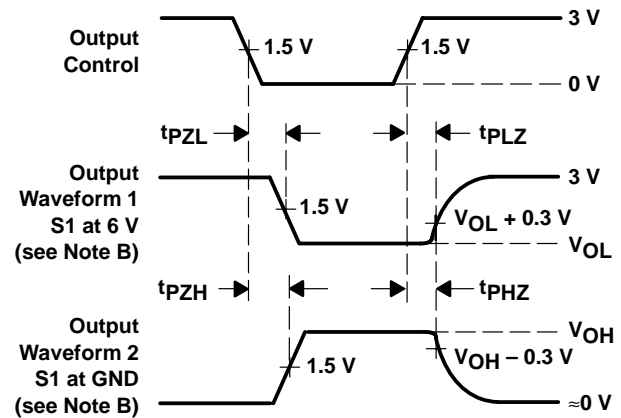 3 V
Output
Control
1.5 V
1.5 V
0 V
tPZL
tPLZ
Output
Waveform 1
S1 at 6 V
(see Note B)
3 V
1.5 V
VOL + 0.3 V
VOL
tPZH
tPHZ
Output
Waveform 2
S1 at GND
(see Note B)
VOH
VOH – 0.3 V
1.5 V
≈0 V